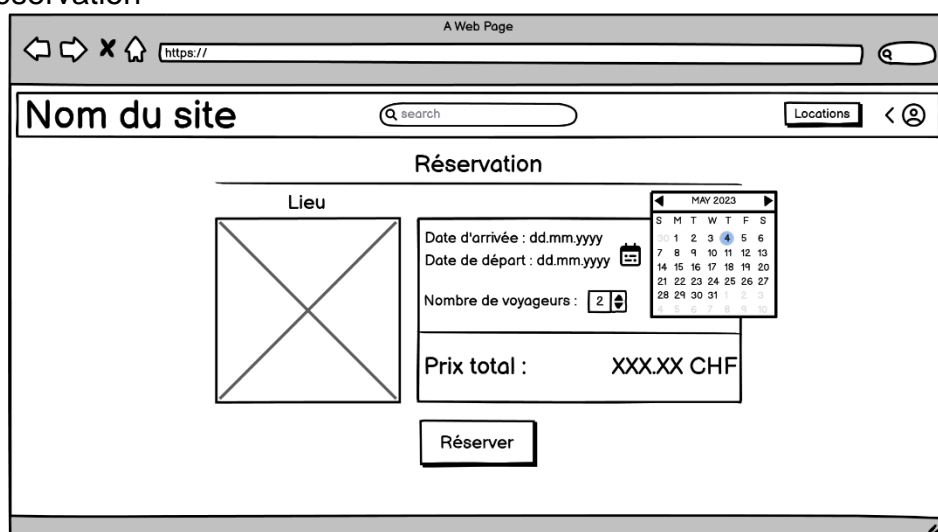 A Web Page
https://
Nom du site
search
Locations
Réservation
Lieu
MAY 2023
S M T W T F S
30 1 2 3 4 5 6
7 8 9 10 11 12 13
14 15 16 17 18 19 20
21 22 23 24 25 26 27
28 29 30 31 1 2 3
4 5 6 7 8 9 10
Date d'arrivée : dd.mm.yyyy
Date de départ : dd.mm.yyyy
Nombre de voyageurs : 2
Prix total : XXX.XX CHF
Réserver